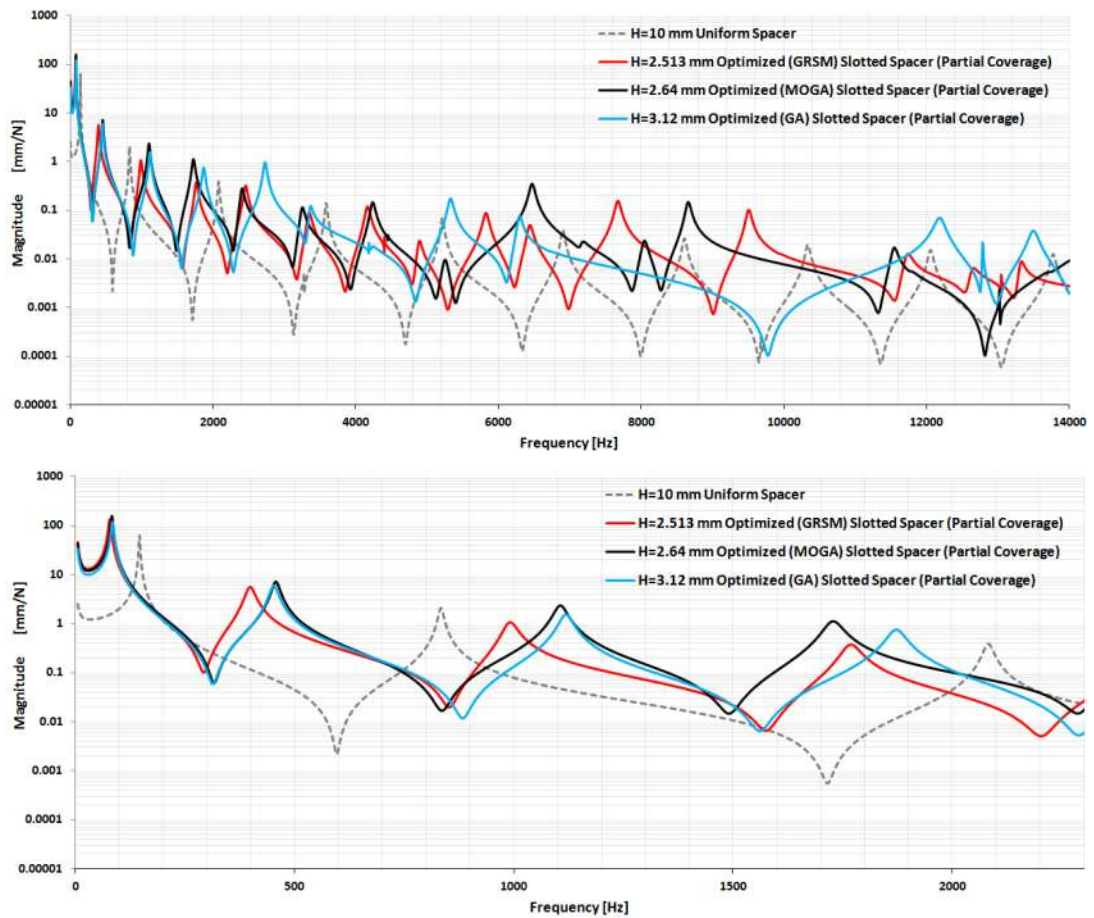 1000
100
10
1
0.1
0.01
0.001
0.0001
0.00001
Magnitude [mm/N]
H=10 mm Uniform Spacer
H=2.513 mm Optimized (GRSM) Slotted Spacer (Partial Coverage)
H=2.64 mm Optimized (MOGA) Slotted Spacer (Partial Coverage)
H=3.12 mm Optimized (GA) Slotted Spacer (Partial Coverage)
0 2000 4000 6000 8000 10000 12000 14000
Frequency [Hz]
1000
100
10
1
0.1
0.01
0.001
0.0001
0.00001
Magnitude [mm/N]
H=10 mm Uniform Spacer
H=2.513 mm Optimized (GRSM) Slotted Spacer (Partial Coverage)
H=2.64 mm Optimized (MOGA) Slotted Spacer (Partial Coverage)
H=3.12 mm Optimized (GA) Slotted Spacer (Partial Coverage)
0 500 1000 1500 2000
Frequency [Hz]